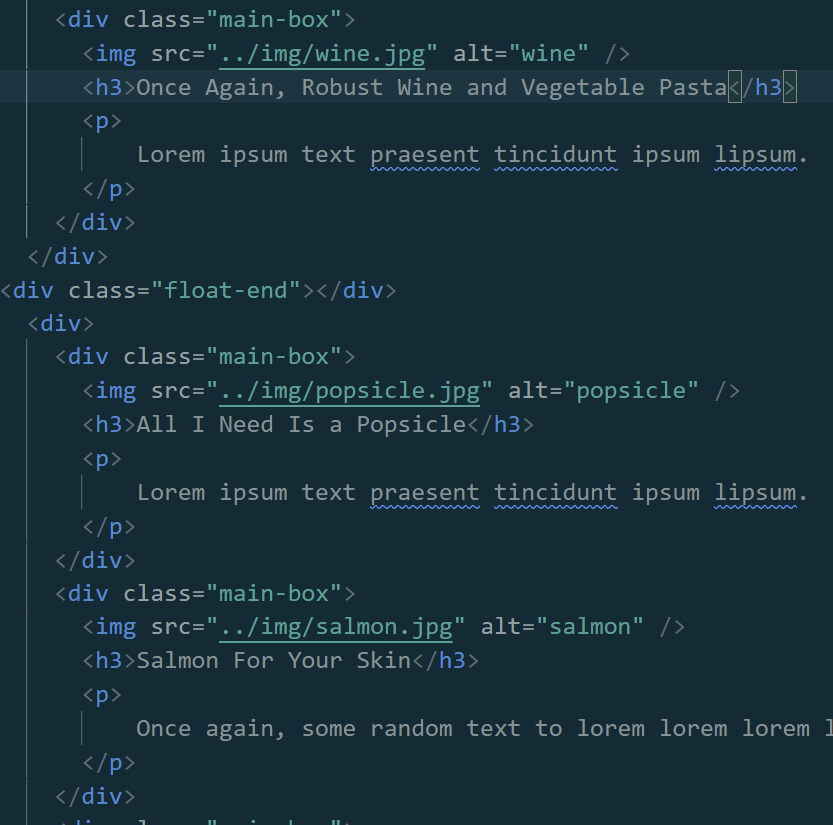 <div class="main-box">
<img src="../img/wine.jpg" alt="wine" />
<h3>Once Again, Robust Wine and Vegetable Pasta</h3>
<p>
Lorem ipsum text praesent tincidunt ipsum lipsum.
</p>
</div>
</div>
<div class="float-end"></div>
<div>
<div class="main-box">
<img src="../img/popsicle.jpg" alt="popsicle" />
<h3>All I Need Is a Popsicle</h3>
<p>
Lorem ipsum text praesent tincidunt ipsum lipsum.
</p>
</div>
<div class="main-box">
<img src="../img/salmon.jpg" alt="salmon" />
<h3>Salmon For Your Skin</h3>
<p>
Once again, some random text to lorem lorem lorem
</p>
</div>